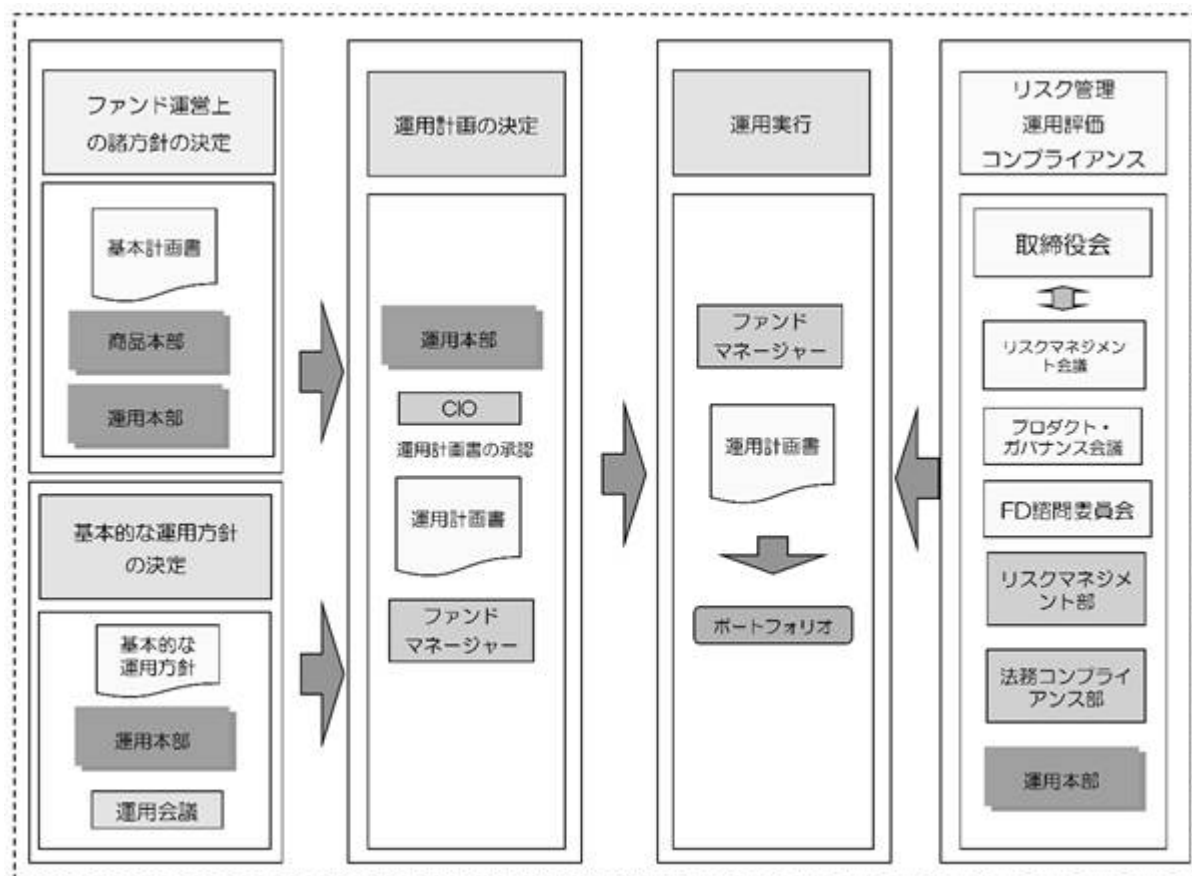 ファンド運営上
の諸方針の決定
基本計画書
商品本部
運用本部
基本的な運用方針
の決定
基本的な
運用方針
運用本部
運用会議
運用計画の決定
運用本部
CIO
運用計画書の承認
運用計画書
ファンド
マネージャー
運用実行
ファンド
マネージャー
運用計画書
ポートフォリオ
リスク管理
運用評価
コンプライアンス
取締役会
リスクマネジメン
ト会議
プロダクト・
ガバナンス会議
FD諮問委員会
リスクマネジメ
ント部
法務コンプライ
アンス部
運用本部